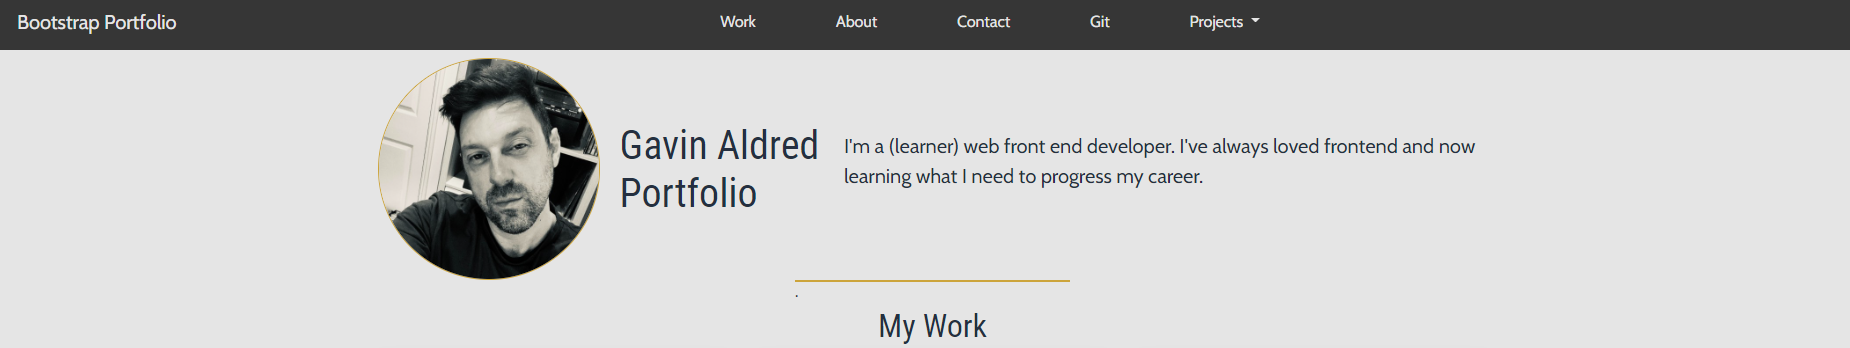 Bootstrap Portfolio Work About Contact Git Projects
Gavin Aldred
Portfolio
I'm a (learner) web front end developer. I've always loved frontend and now
learning what I need to progress my career.
.
My Work